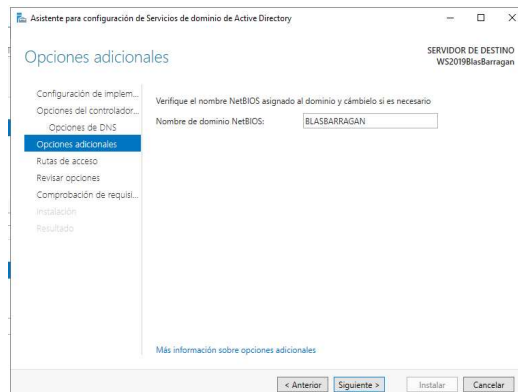 Asistente para configuración de Servicios de dominio de Active Directory
Opciones adicionales
SERVIDOR DE DESTINO
WS2019BlasBarragan
Configuración de implem...
Opciones del controlador...
Opciones de DNS
Opciones adicionales
Rutas de acceso
Revisar opciones
Comprobación de requisi...
Instalación
Resultado
Verifique el nombre NetBIOS asignado al dominio y cámbielo si es necesario
Nombre de dominio NetBIOS: BLASBARRAGAN
Más información sobre opciones adicionales
< Anterior Siguiente > Instalar Cancelar